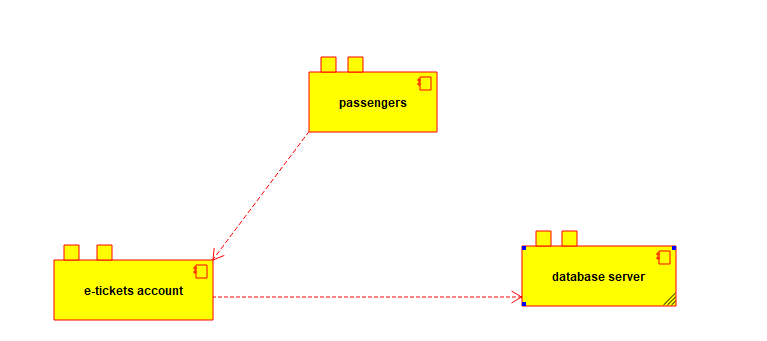 passengers
e-tickets account
database server